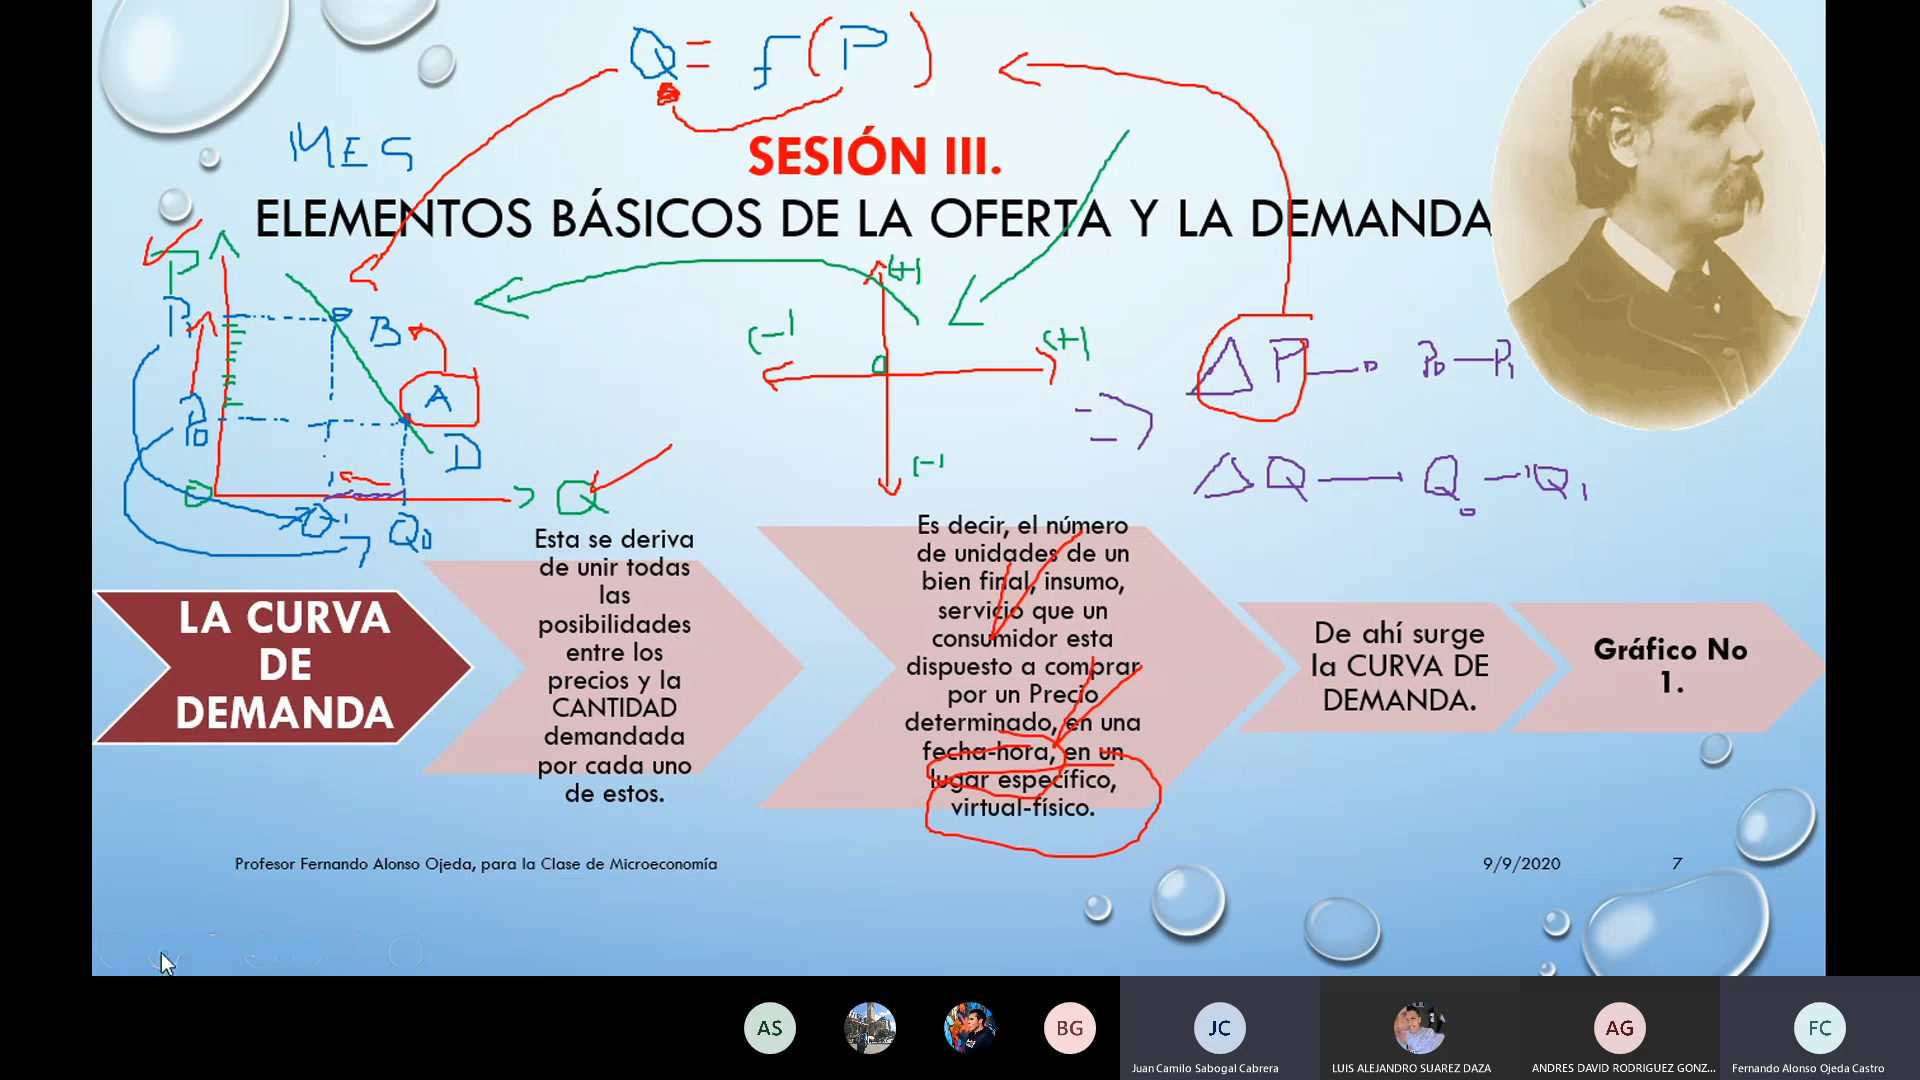 Q = f(P)
MES
SESIÓN III.
ELEMENTOS BÁSICOS DE LA OFERTA Y LA DEMANDA
P
P1
B
A
P0
D
O
Q
Q0
(+)
(-)
(+)
(-)
Δ P P0 — P1
Δ Q — Q0 — Q1
LA CURVA
DE
DEMANDA
Esta se deriva
de unir todas
las
posibilidades
entre los
precios y la
CANTIDAD
demandada
por cada uno
de estos.
Es decir, el número
de unidades de un
bien final, insumo,
servicio que un
consumidor esta
dispuesto a comprar
por un Precio
determinado, en una
fecha-hora, en un
lugar específico,
virtual-físico.
De ahí surge
la CURVA DE
DEMANDA.
Gráfico No
1.
Profesor Fernando Alonso Ojeda, para la Clase de Microeconomía
9/9/2020
7
AS
BG
JC
AG
FC
Juan Camilo Sabogal Cabrera
LUIS ALEJANDRO SUAREZ DAZA
ANDRES DAVID RODRIGUEZ GONZ...
Fernando Alonso Ojeda Castro